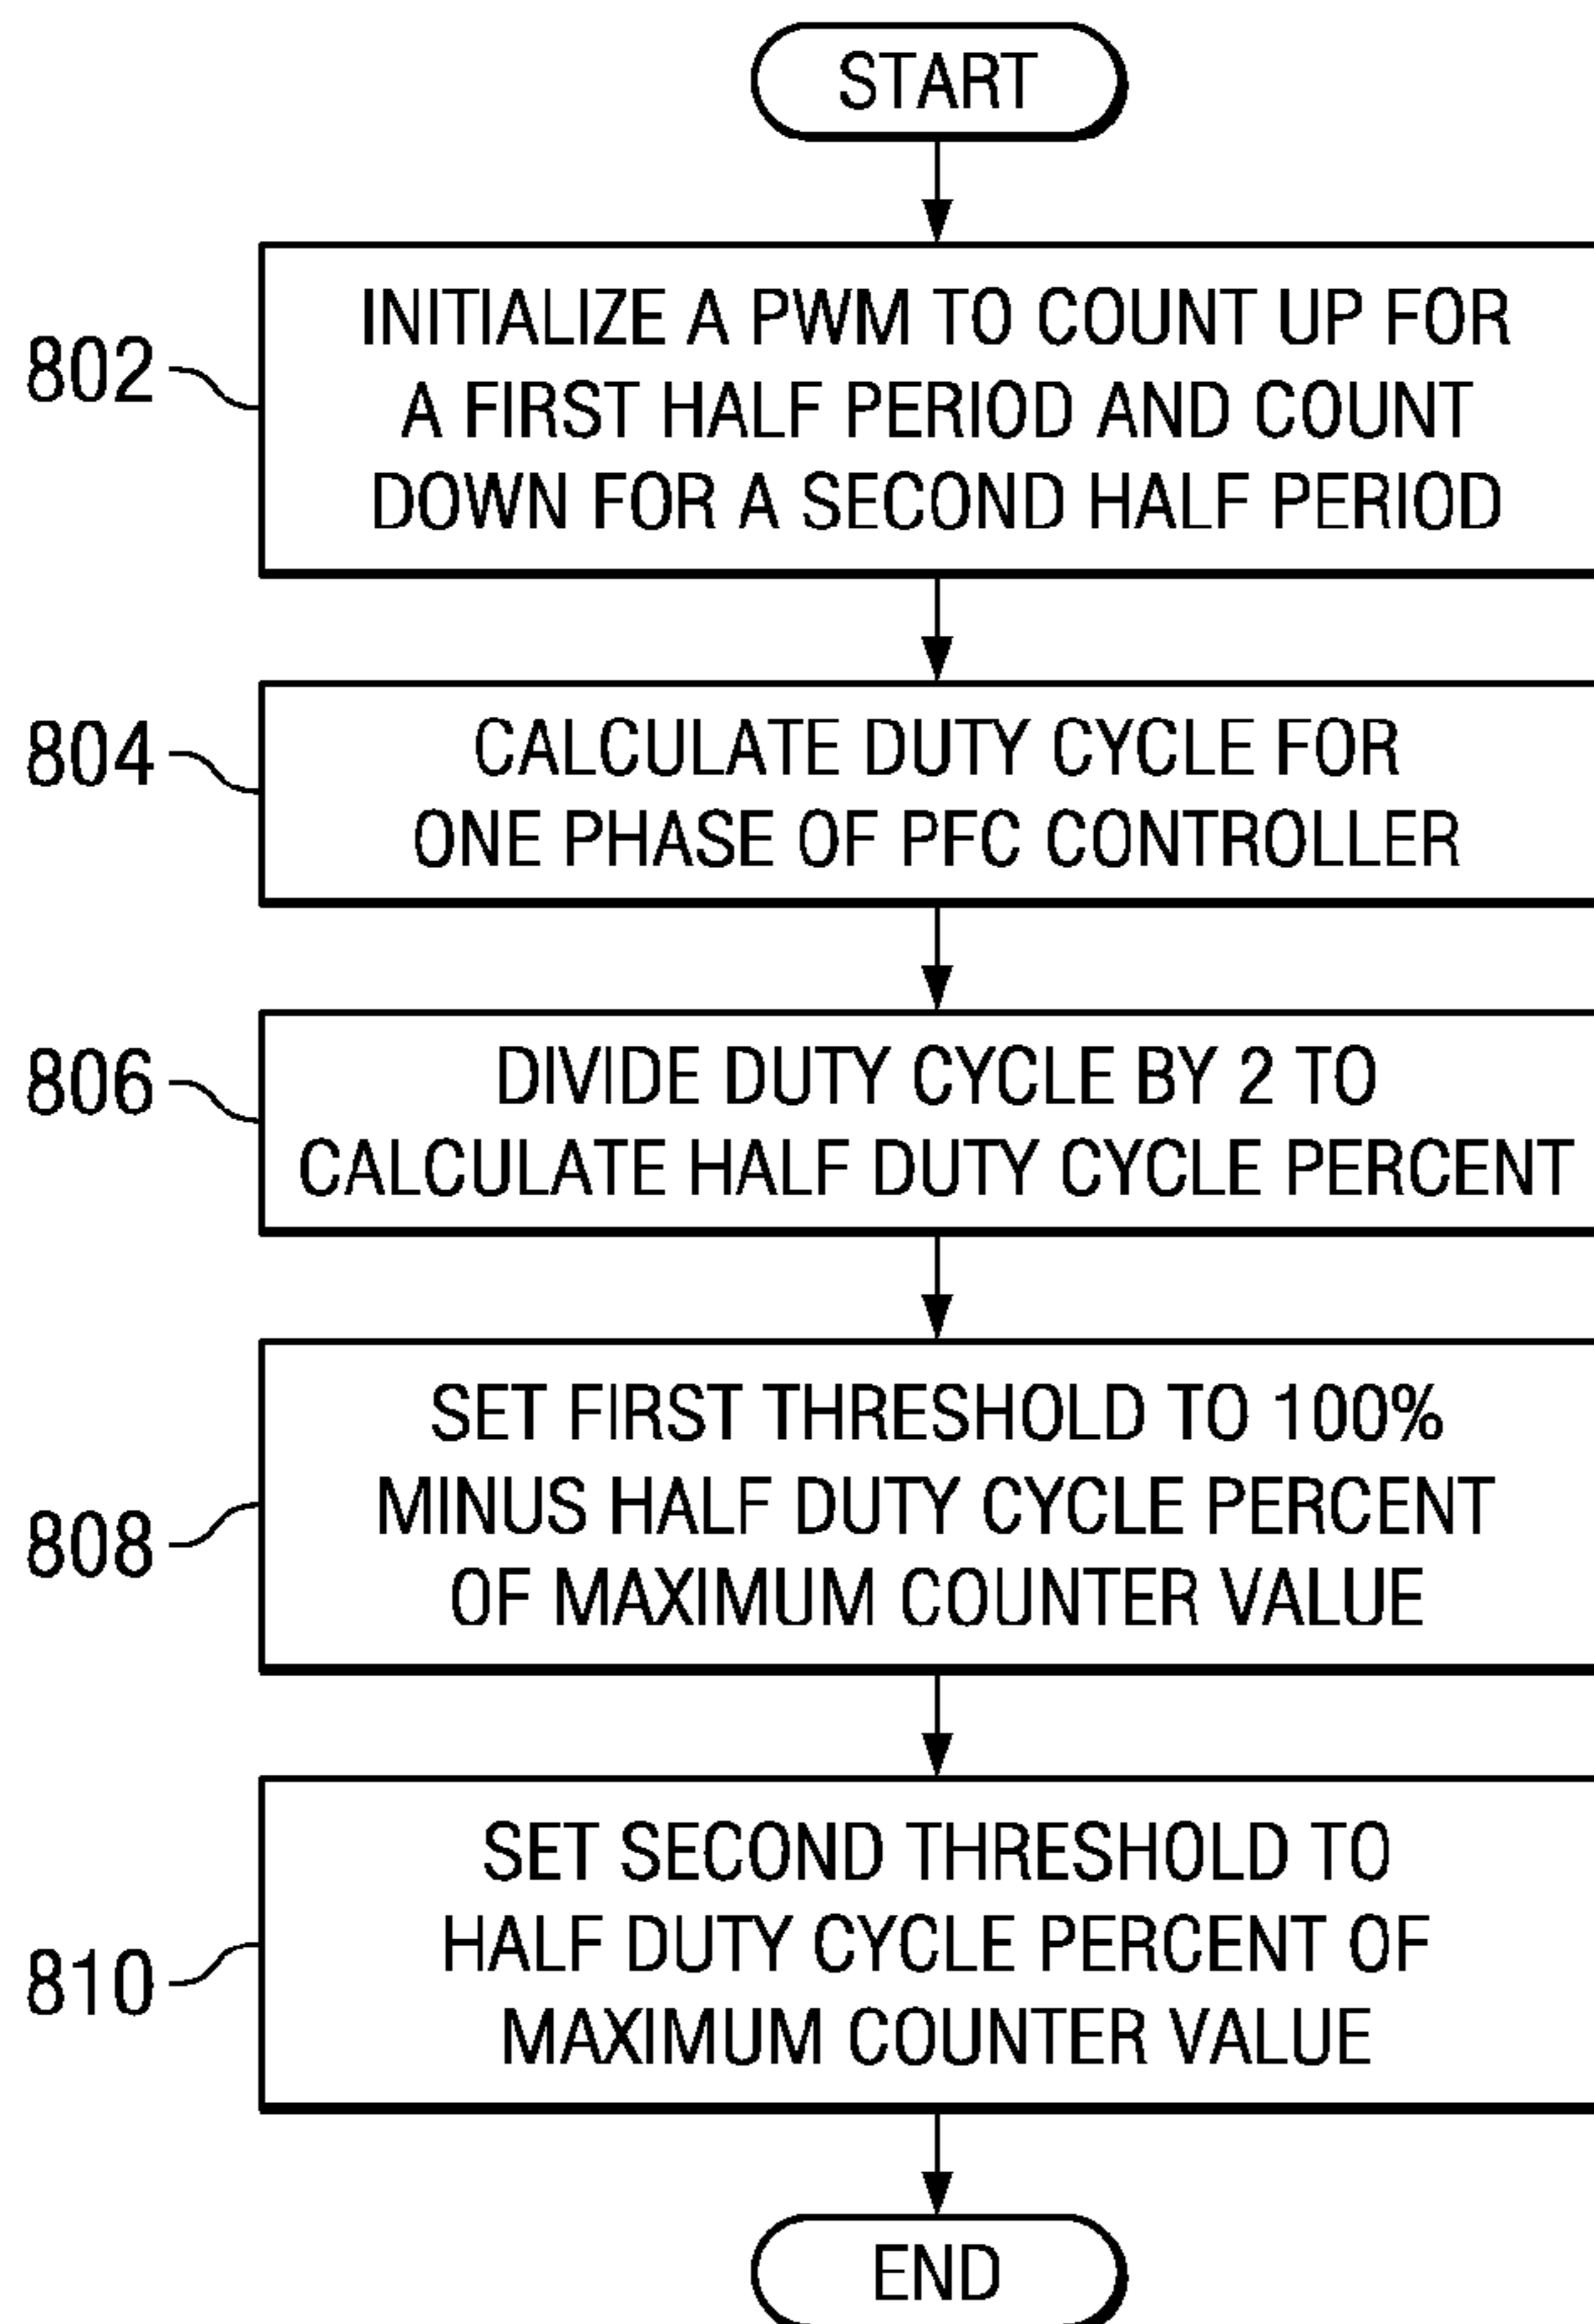 START
802
INITIALIZE A PWM TO COUNT UP FOR
A FIRST HALF PERIOD AND COUNT
DOWN FOR A SECOND HALF PERIOD
804
CALCULATE DUTY CYCLE FOR
ONE PHASE OF PFC CONTROLLER
806
DIVIDE DUTY CYCLE BY 2 TO
CALCULATE HALF DUTY CYCLE PERCENT
808
SET FIRST THRESHOLD TO 100%
MINUS HALF DUTY CYCLE PERCENT
OF MAXIMUM COUNTER VALUE
810
SET SECOND THRESHOLD TO
HALF DUTY CYCLE PERCENT OF
MAXIMUM COUNTER VALUE
END